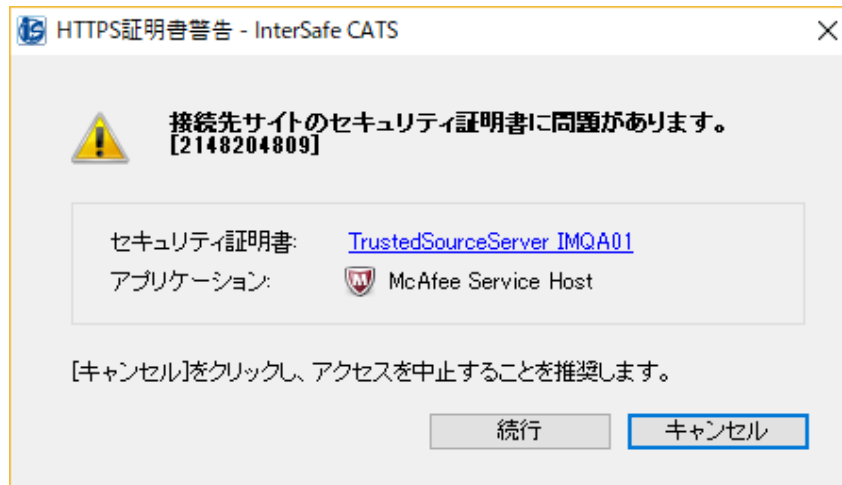 HTTPS証明書警告 - InterSafe CATS
接続先サイトのセキュリティ証明書に問題があります。
[2148204809]
セキュリティ証明書: TrustedSourceServer IMQA01
アプリケーション: McAfee Service Host
[キャンセル]をクリックし、アクセスを中止することを推奨します。
続行 キャンセル